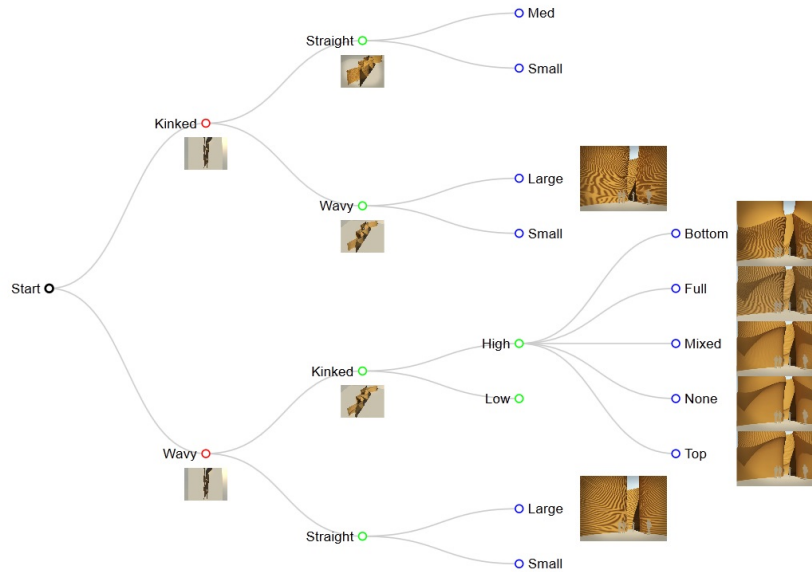 Med
Straight
Small
Kinked
Large
Wavy
Small
Bottom
Start
Full
High
Mixed
Kinked
Low
None
Wavy
Top
Large
Straight
Small